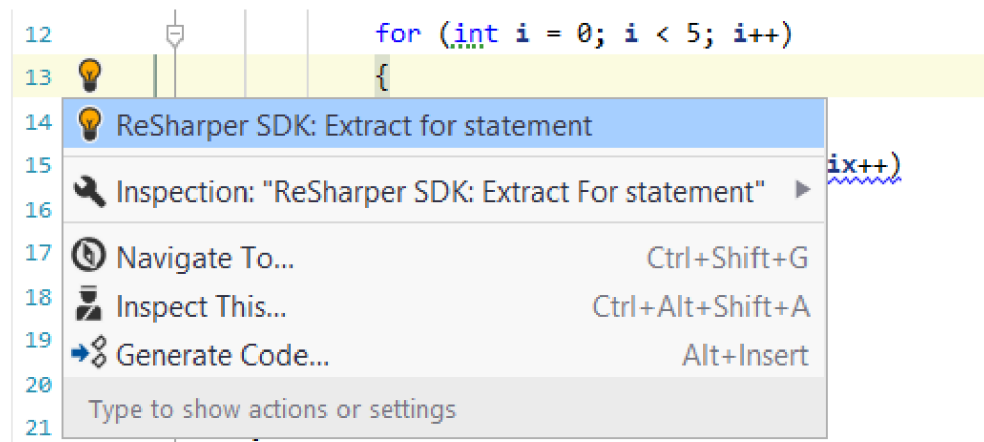 12 for (int i = 0; i < 5; i++)
13 {
14 ReSharper SDK: Extract for statement
15 ix++)
Inspection: "ReSharper SDK: Extract For statement"
16
17 Navigate To... Ctrl+Shift+G
18 Inspect This... Ctrl+Alt+Shift+A
19 Generate Code... Alt+Insert
20 Type to show actions or settings
21